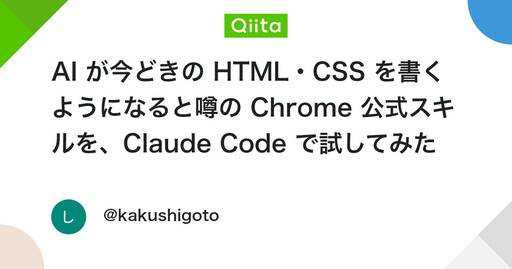 Qiita
AI が今どきの HTML・CSS を書く
ようになると噂の Chrome 公式スキ
ルを、Claude Code で試してみた
し
@kakushigoto